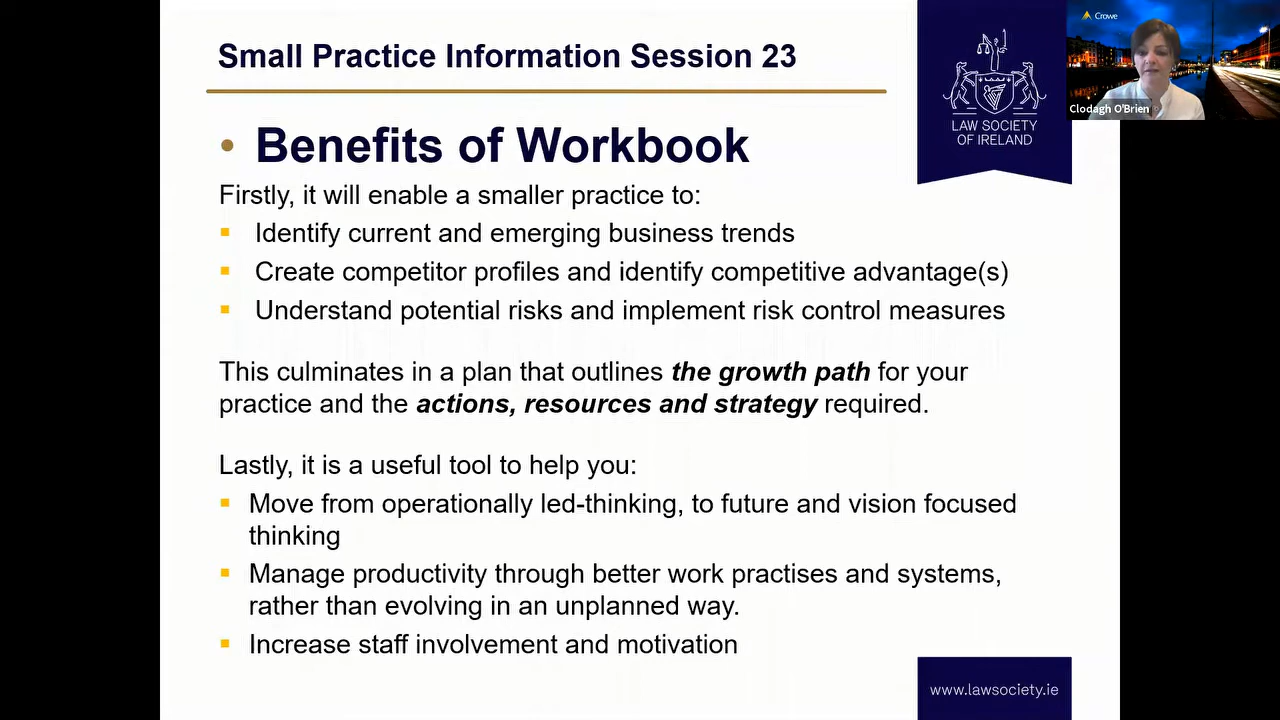 Small Practice Information Session 23
LAW SOCIETY
OF IRELAND
Crowe
Clodagh O'Brien
• Benefits of Workbook
Firstly, it will enable a smaller practice to:
▪ Identify current and emerging business trends
▪ Create competitor profiles and identify competitive advantage(s)
▪ Understand potential risks and implement risk control measures
This culminates in a plan that outlines the growth path for your
practice and the actions, resources and strategy required.
Lastly, it is a useful tool to help you:
▪ Move from operationally led-thinking, to future and vision focused
thinking
▪ Manage productivity through better work practises and systems,
rather than evolving in an unplanned way.
▪ Increase staff involvement and motivation
www.lawsociety.ie